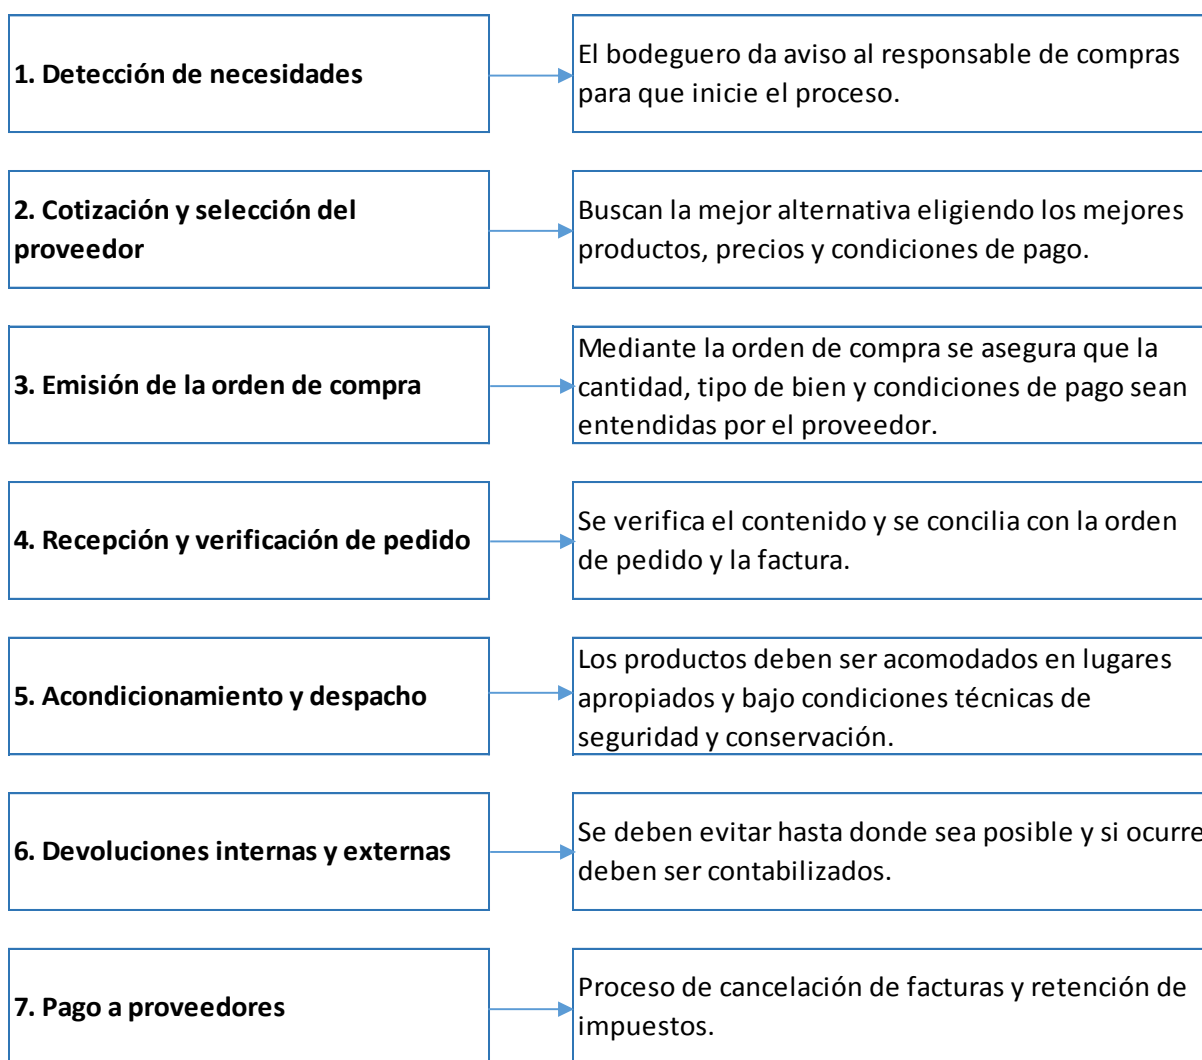 1. Detección de necesidades
El bodeguero da aviso al responsable de compras
para que inicie el proceso.
2. Cotización y selección del
proveedor
Buscan la mejor alternativa eligiendo los mejores
productos, precios y condiciones de pago.
3. Emisión de la orden de compra
Mediante la orden de compra se asegura que la
cantidad, tipo de bien y condiciones de pago sean
entendidas por el proveedor.
4. Recepción y verificación de pedido
Se verifica el contenido y se concilia con la orden
de pedido y la factura.
5. Acondicionamiento y despacho
Los productos deben ser acomodados en lugares
apropiados y bajo condiciones técnicas de
seguridad y conservación.
6. Devoluciones internas y externas
Se deben evitar hasta donde sea posible y si ocurre
deben ser contabilizados.
7. Pago a proveedores
Proceso de cancelación de facturas y retención de
impuestos.